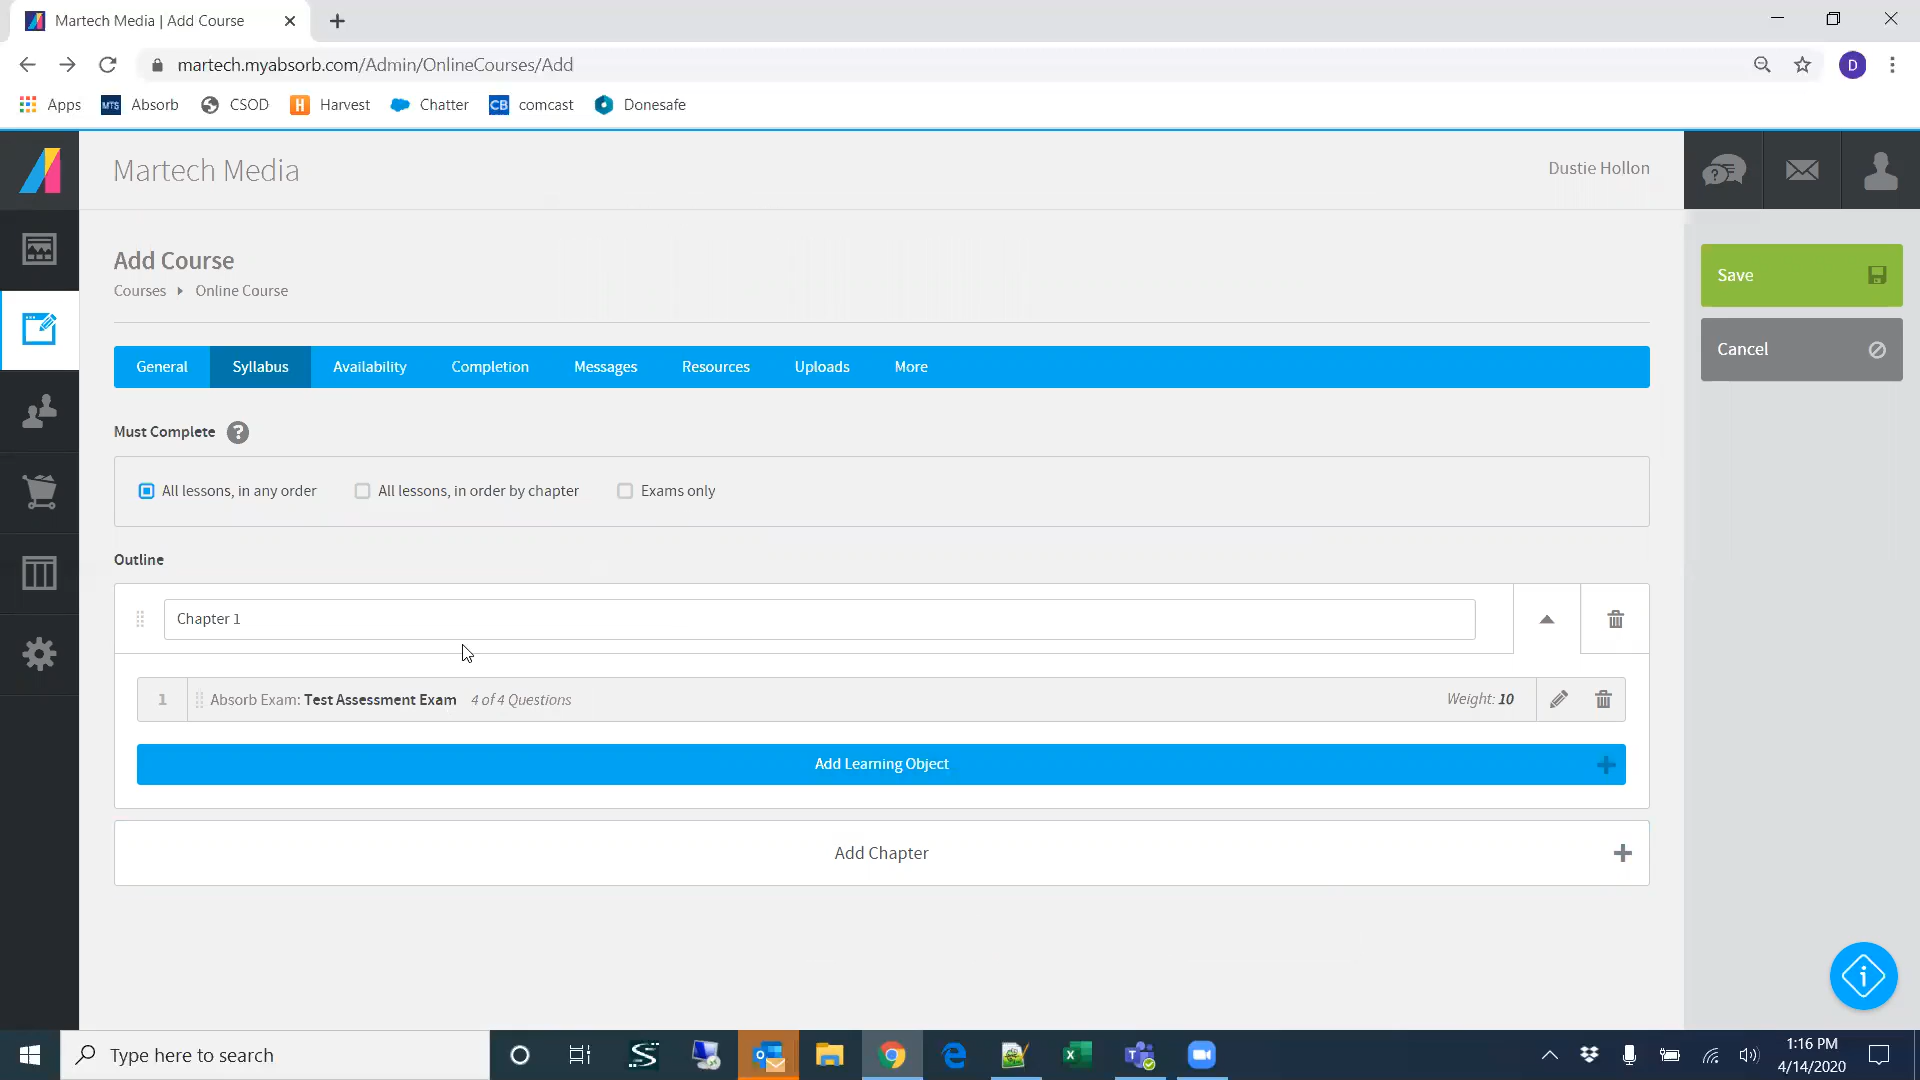 Martech Media | Add Course
martech.myabsorb.com/Admin/OnlineCourses/Add
D
Apps
MTS Absorb
CSOD
H Harvest
Chatter
CB comcast
Donesafe
Martech Media
Dustie Hollon
Add Course
Courses Online Course
Save
Cancel
General Syllabus Availability Completion Messages Resources Uploads More
Must Complete ?
All lessons, in any order All lessons, in order by chapter Exams only
Outline
Chapter 1
1 Absorb Exam: Test Assessment Exam 4 of 4 Questions Weight: 10
Add Learning Object
Add Chapter
Type here to search
1:16 PM
4/14/2020